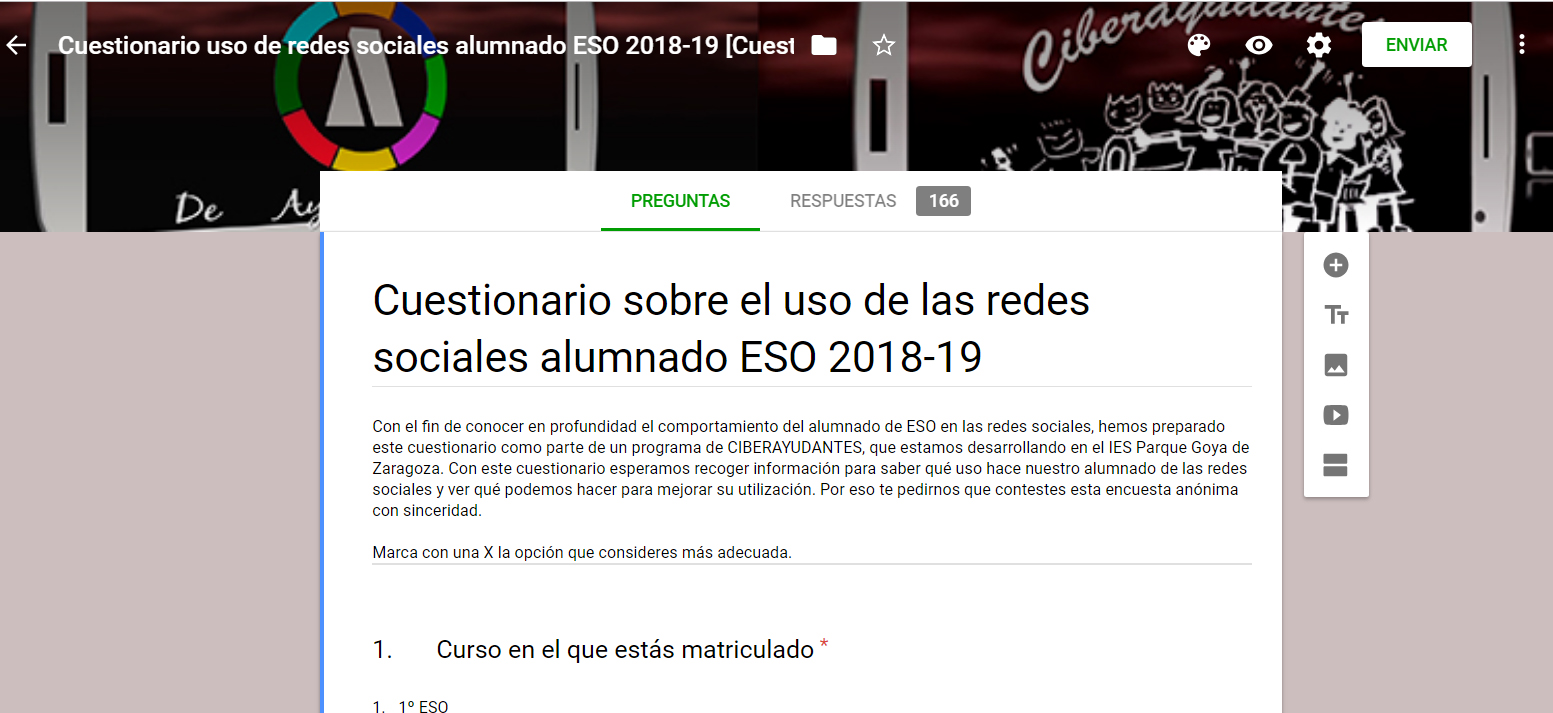 Ciberayudantes
Cuestionario uso de redes sociales alumnado ESO 2018-19 [Cuest
ENVIAR
De Ay
PREGUNTAS
RESPUESTAS 166
Cuestionario sobre el uso de las redes
sociales alumnado ESO 2018-19
Con el fin de conocer en profundidad el comportamiento del alumnado de ESO en las redes sociales, hemos preparado
este cuestionario como parte de un programa de CIBERAYUDANTES, que estamos desarrollando en el IES Parque Goya de
Zaragoza. Con este cuestionario esperamos recoger información para saber qué uso hace nuestro alumnado de las redes
sociales y ver qué podemos hacer para mejorar su utilización. Por eso te pedirnos que contestes esta encuesta anónima
con sinceridad.
Marca con una X la opción que consideres más adecuada.
1. Curso en el que estás matriculado *
1. 1º ESO